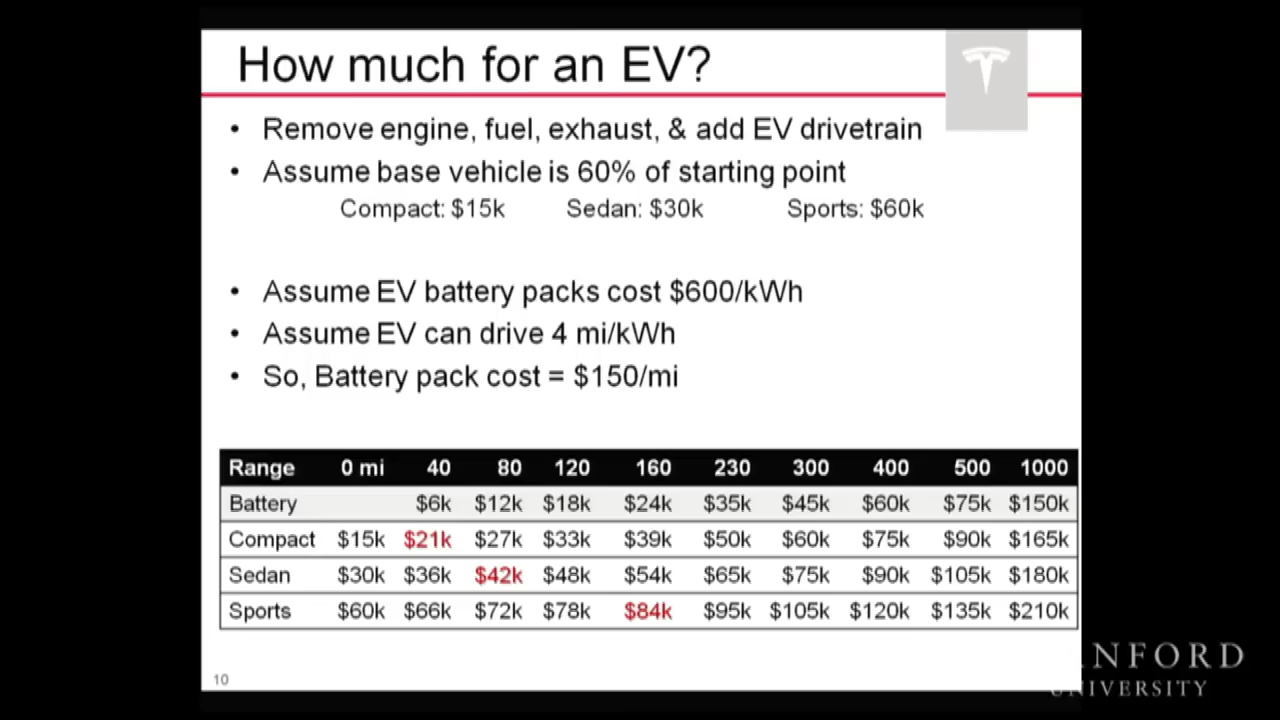 How much for an EV?
• Remove engine, fuel, exhaust, & add EV drivetrain
• Assume base vehicle is 60% of starting point
Compact: $15k Sedan: $30k Sports: $60k
• Assume EV battery packs cost $600/kWh
• Assume EV can drive 4 mi/kWh
• So, Battery pack cost = $150/mi
Range 0 mi 40 80 120 160 230 300 400 500 1000
Battery $6k $12k $18k $24k $35k $45k $60k $75k $150k
Compact $15k $21k $27k $33k $39k $50k $60k $75k $90k $165k
Sedan $30k $36k $42k $48k $54k $65k $75k $90k $105k $180k
Sports $60k $66k $72k $78k $84k $95k $105k $120k $135k $210k
10
ANFORD
UNIVERSITY